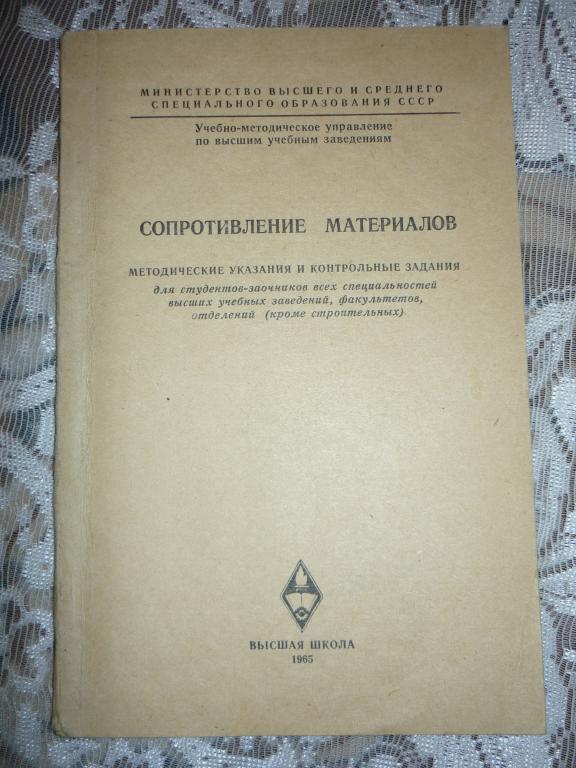 МИНИСТЕРСТВО ВЫСШЕГО И СРЕДНЕГО
СПЕЦИАЛЬНОГО ОБРАЗОВАНИЯ СССР
Учебно-методическое управление
по высшим учебным заведениям
СОПРОТИВЛЕНИЕ МАТЕРИАЛОВ
МЕТОДИЧЕСКИЕ УКАЗАНИЯ И КОНТРОЛЬНЫЕ ЗАДАНИЯ
для студентов-заочников всех специальностей
высших учебных заведений, факультетов,
отделений (кроме строительных)
ВЫСШАЯ ШКОЛА
1965